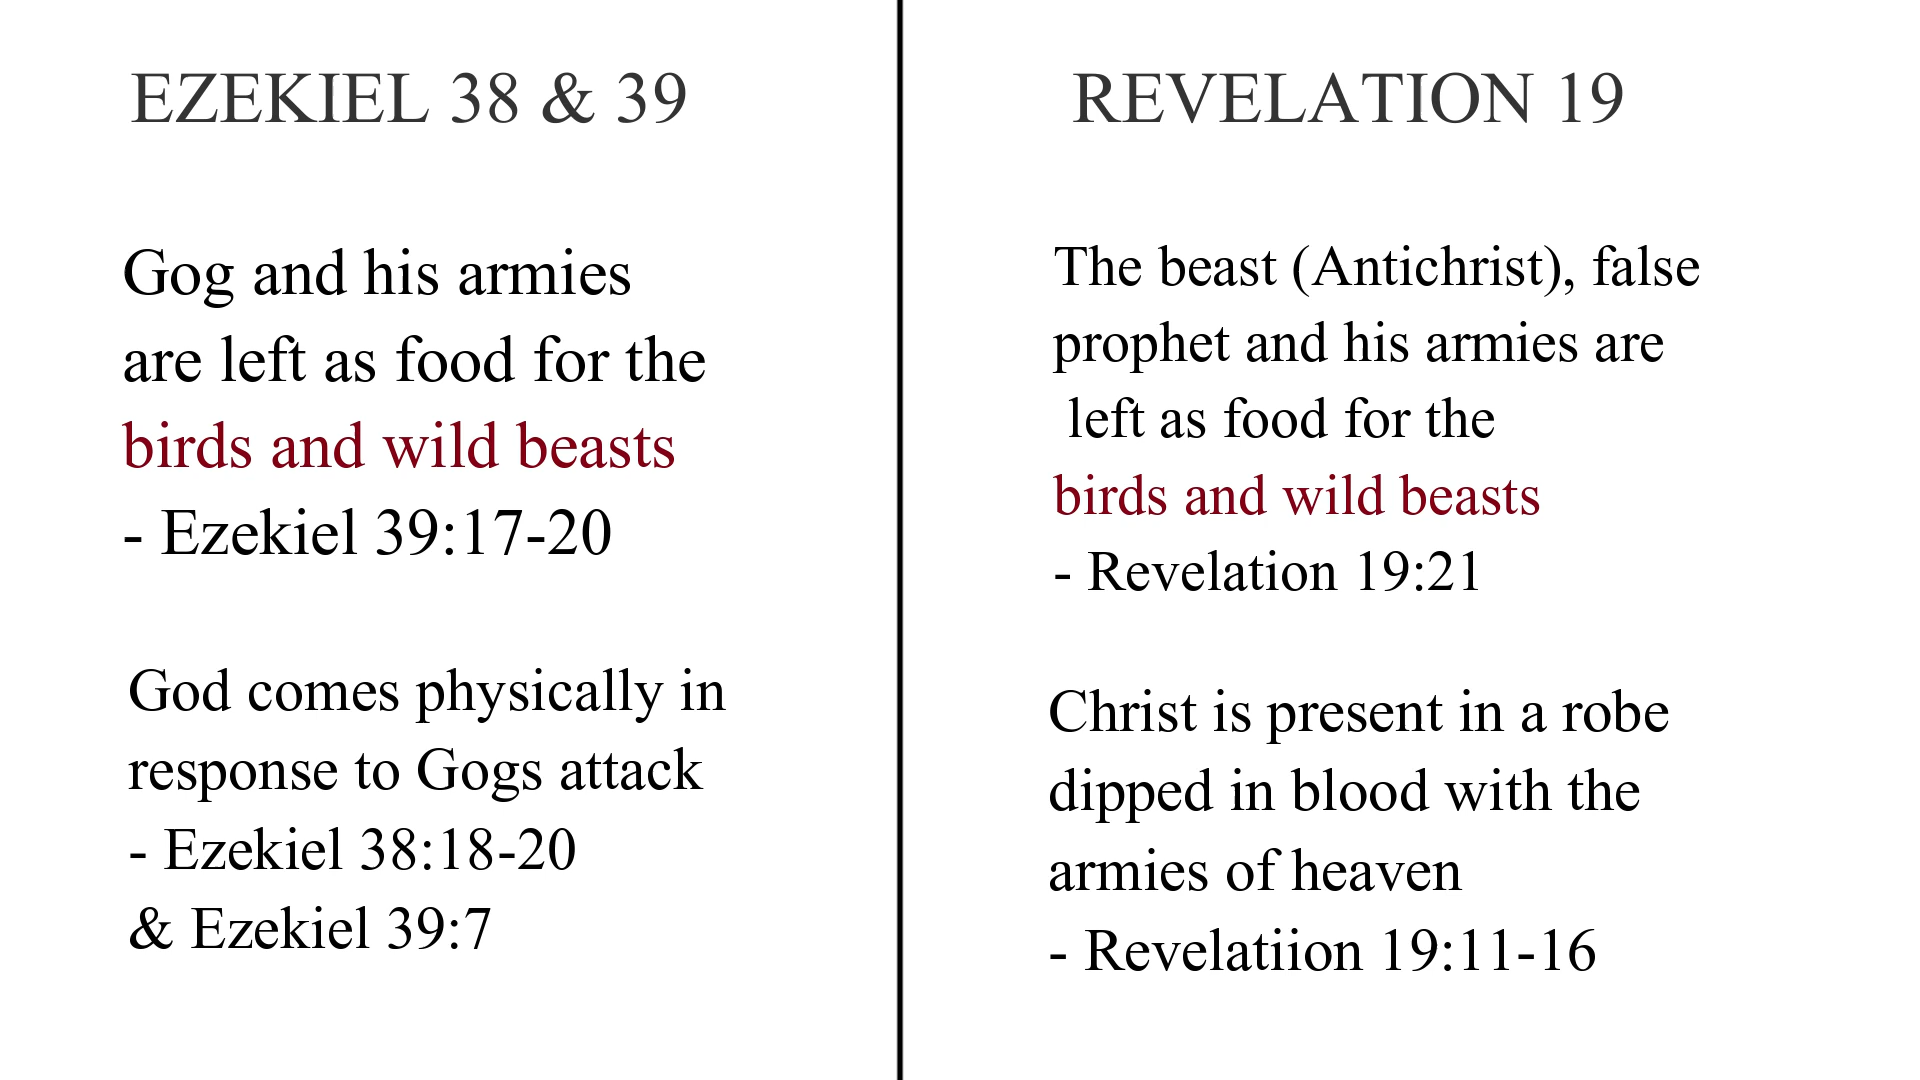 EZEKIEL 38 & 39
Gog and his armies
are left as food for the
birds and wild beasts
- Ezekiel 39:17-20
God comes physically in
response to Gogs attack
- Ezekiel 38:18-20
& Ezekiel 39:7
REVELATION 19
The beast (Antichrist), false
prophet and his armies are
left as food for the
birds and wild beasts
- Revelation 19:21
Christ is present in a robe
dipped in blood with the
armies of heaven
- Revelatiion 19:11-16